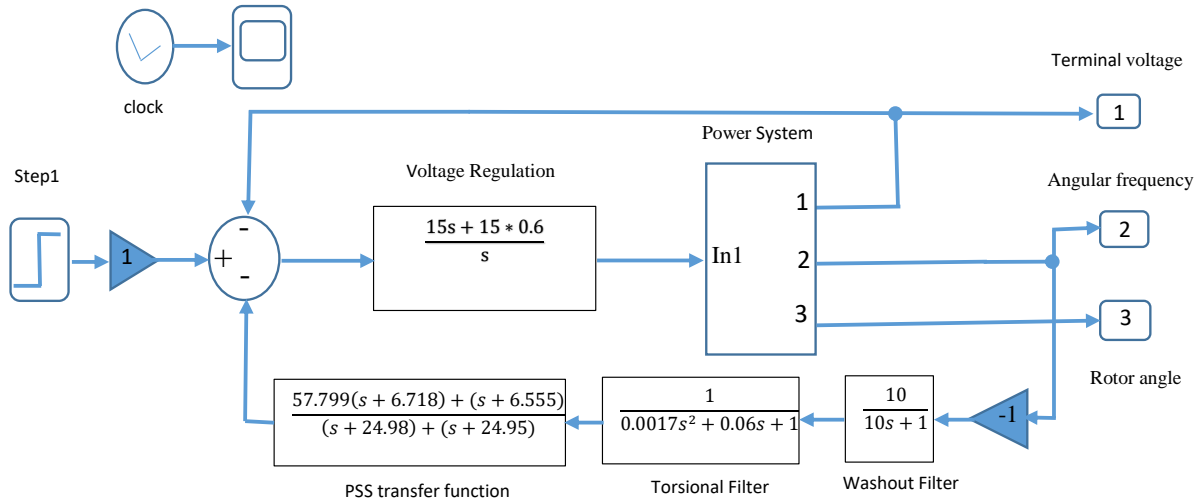 clock
Terminal voltage
1
Power System
Step1
Voltage Regulation
Angular frequency
1
-
+
-
15s + 15 * 0.6
s
In1
1
2
3
2
3
Rotor angle
57.799(s + 6.718) + (s + 6.555)
(s + 24.98) + (s + 24.95)
1
0.0017s² + 0.06s + 1
10
10s + 1
-1
PSS transfer function
Torsional Filter
Washout Filter